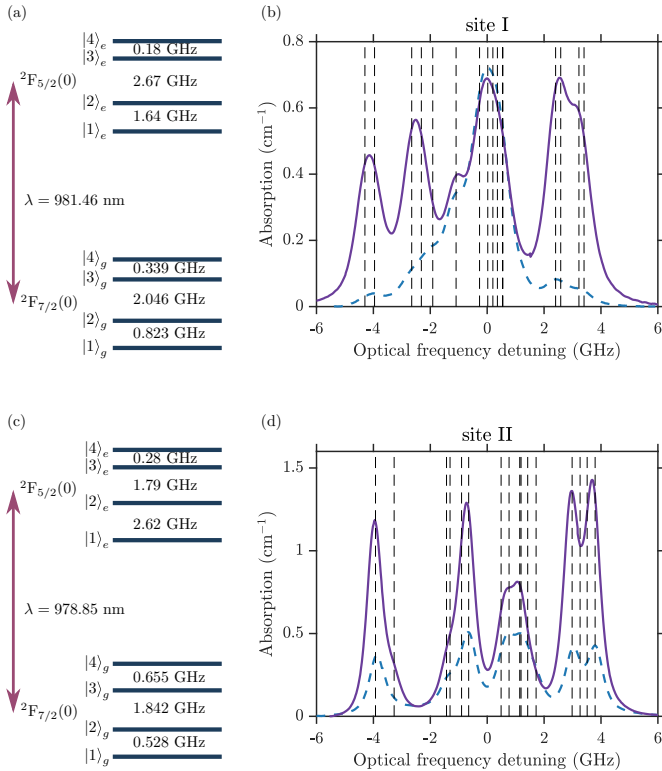 (a)
|4⟩e
0.18 GHz
|3⟩e
²F5/2(0)
2.67 GHz
|2⟩e
1.64 GHz
|1⟩e
λ = 981.46 nm
|4⟩g
0.339 GHz
|3⟩g
²F7/2(0)
2.046 GHz
|2⟩g
0.823 GHz
|1⟩g
(b)
site I
Absorption (cm⁻¹)
0.8
0.6
0.4
0.2
0
-6 -4 -2 0 2 4 6
Optical frequency detuning (GHz)
(c)
|4⟩e
0.28 GHz
|3⟩e
²F5/2(0)
1.79 GHz
|2⟩e
2.62 GHz
|1⟩e
λ = 978.85 nm
|4⟩g
0.655 GHz
|3⟩g
1.842 GHz
²F7/2(0)
|2⟩g
0.528 GHz
|1⟩g
(d)
site II
Absorption (cm⁻¹)
1.5
1
0.5
0
-6 -4 -2 0 2 4 6
Optical frequency detuning (GHz)